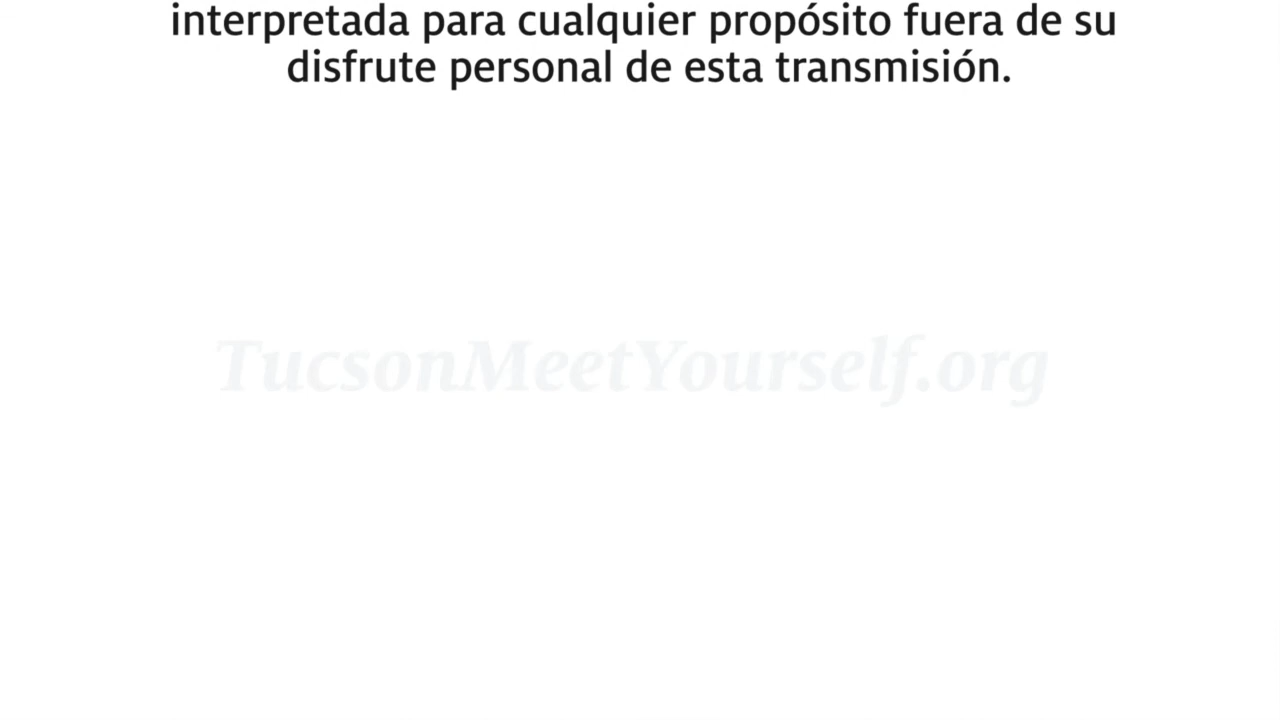 interpretada para cualquier propósito fuera de su
disfrute personal de esta transmisión.
TucsonMeetYourself.org